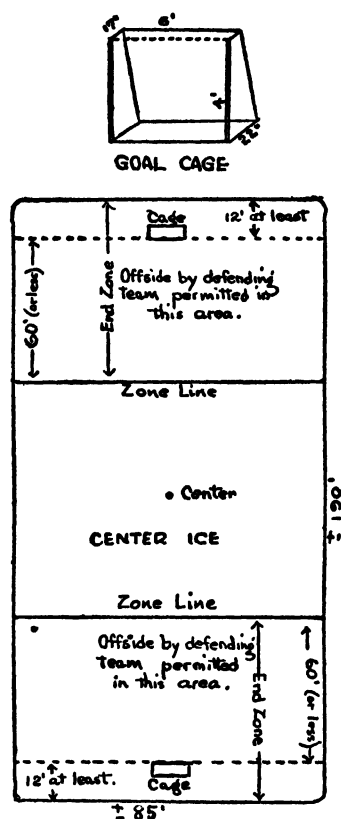 17"
6'
4'
22"
GOAL CAGE
Cage
12' at least
60' (or less)
End Zone
Offside by defending
team permitted in
this area.
Zone Line
Center
± 190'
CENTER ICE
Zone Line
Offside by defending
team permitted
in this area.
End Zone
60' (or less)
12' at least.
Cage
± 85'